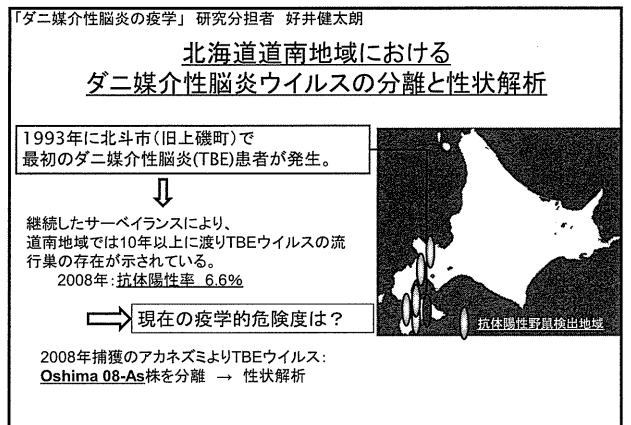 「ダニ媒介性脳炎の疫学」 研究分担者 好井健太朗
北海道道南地域における
ダニ媒介性脳炎ウイルスの分離と性状解析
1993年に北斗市(旧上磯町)で
最初のダニ媒介性脳炎(TBE)患者が発生。
継続したサーベイランスにより、
道南地域では10年以上に渡りTBEウイルスの流
行巣の存在が示されている。
2008年:抗体陽性率 6.6%
現在の疫学的危険度は?
抗体陽性野鼠検出地域
2008年捕獲のアカネズミよりTBEウイルス:
Oshima 08-As株を分離 → 性状解析